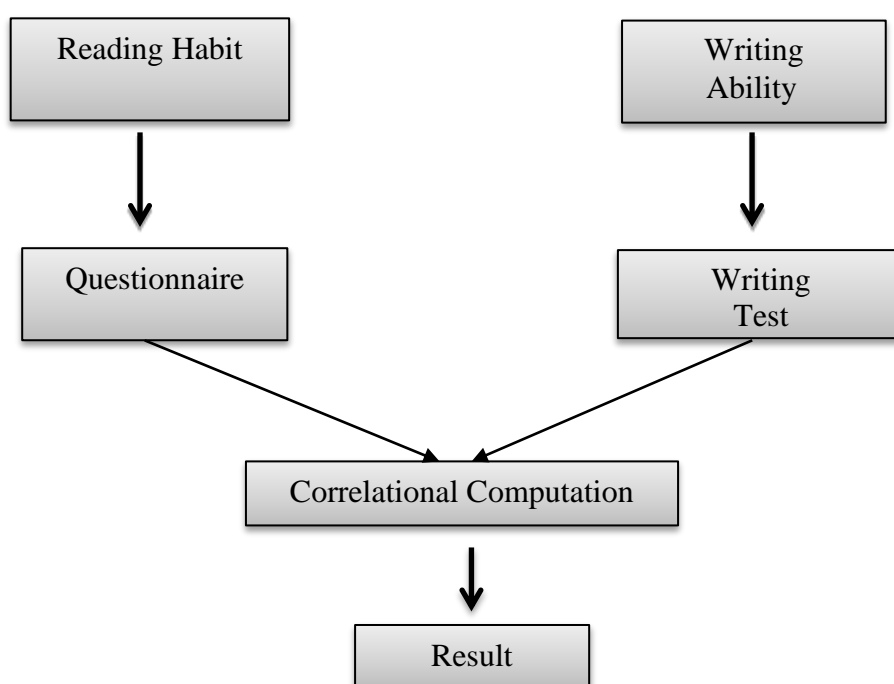 Reading Habit
Writing
Ability
Questionnaire
Writing
Test
Correlational Computation
Result